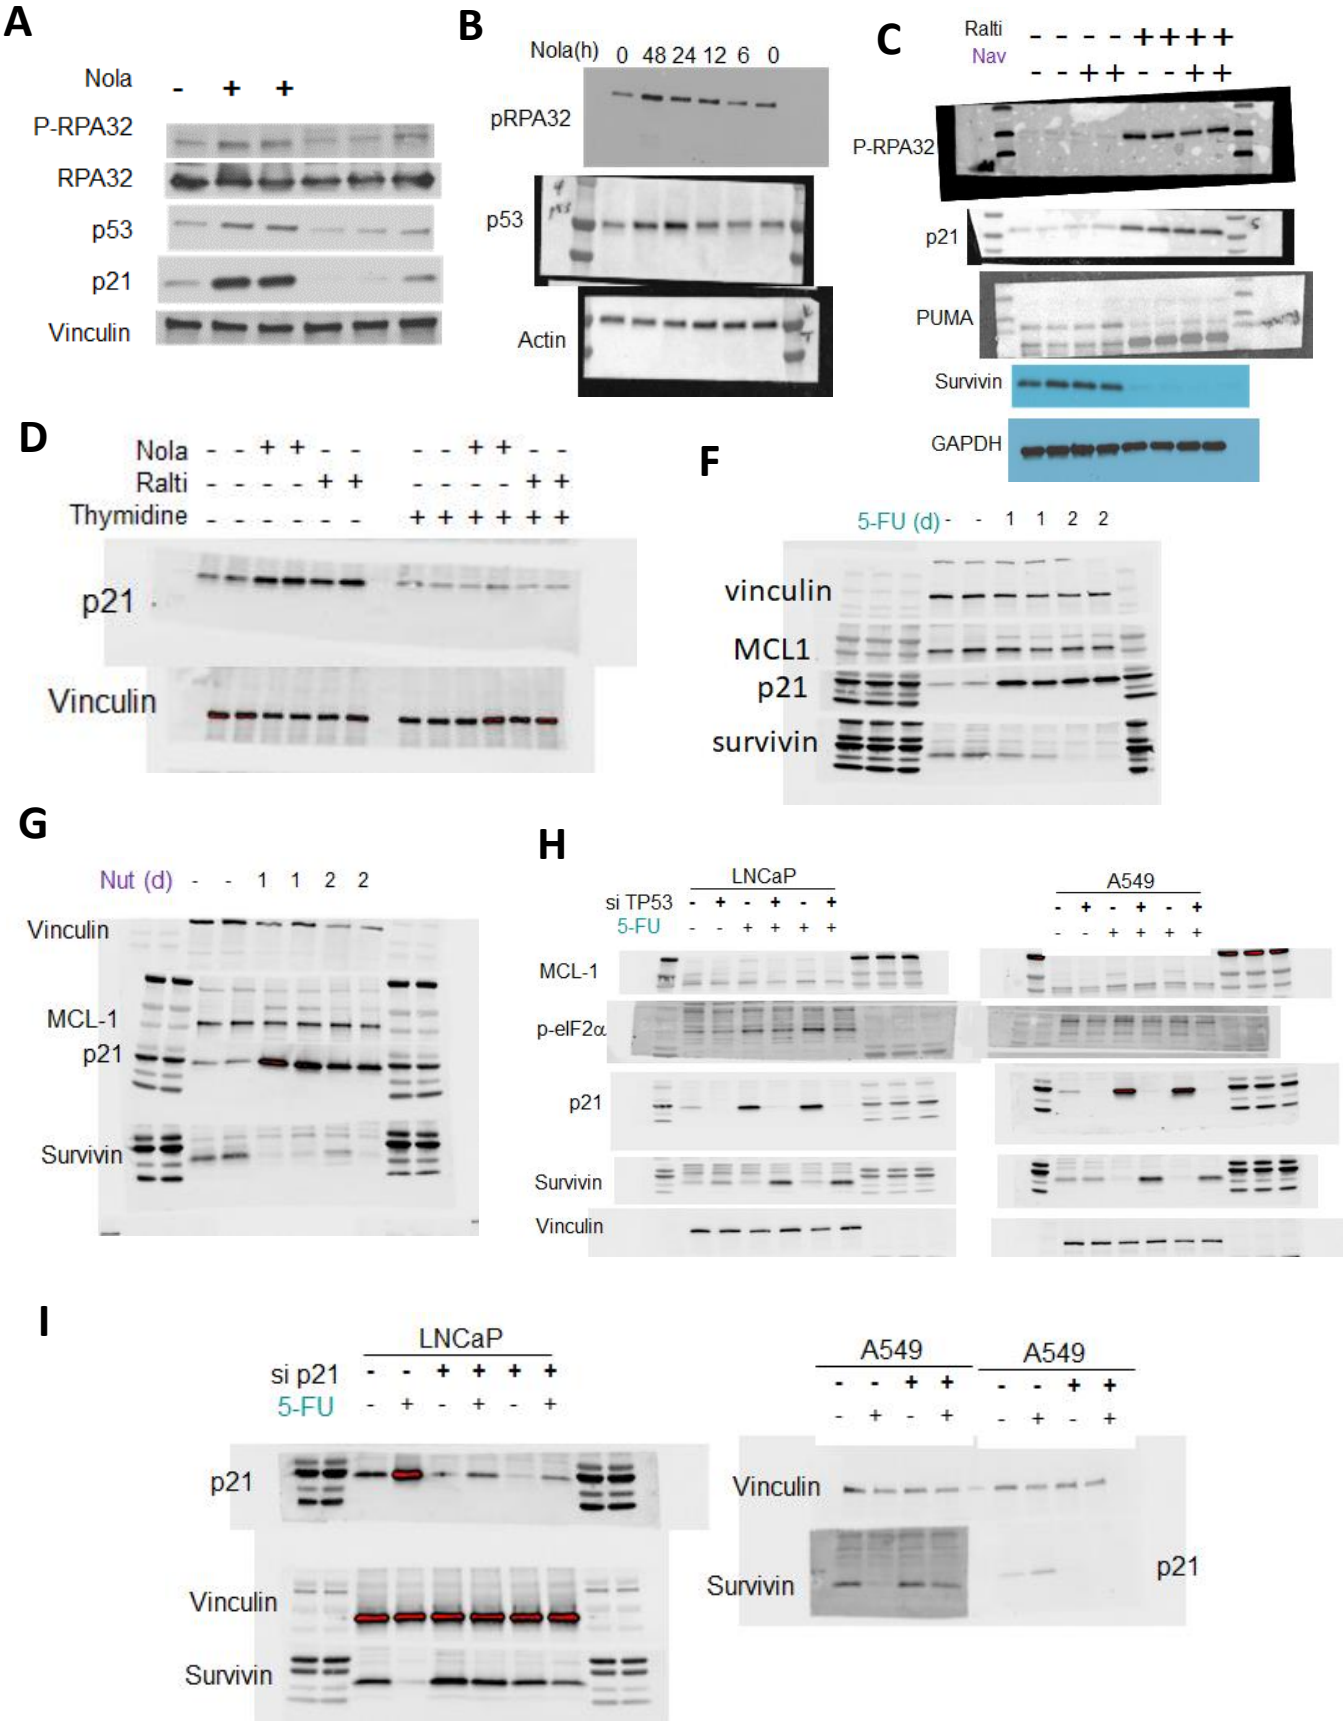 A
Nola - + +
P-RPA32
RPA32
p53
p21
Vinculin
B
Nola(h) 0 48 24 12 6 0
pRPA32
p53
Actin
C
Ralti - - - - + + + +
Nav - - + + - - + +
P-RPA32
p21
PUMA
Survivin
GAPDH
D
Nola - - + + - - - - + + - -
Ralti - - - - + + - - - - + +
Thymidine - - - - - - + + + + + +
p21
Vinculin
F
5-FU (d) - - 1 1 2 2
vinculin
MCL1
p21
survivin
G
Nut (d) - - 1 1 2 2
Vinculin
MCL-1
p21
Survivin
H
LNCaP A549
si TP53 - + - + - + - + - + - +
5-FU - - + + + + - - + + + +
MCL-1
p-eIF2α
p21
Survivin
Vinculin
I
LNCaP
si p21 - - + + + +
5-FU - + - + - +
p21
Vinculin
Survivin
A549 A549
- - + + - - + +
- + - + - + - +
Vinculin
Survivin
p21